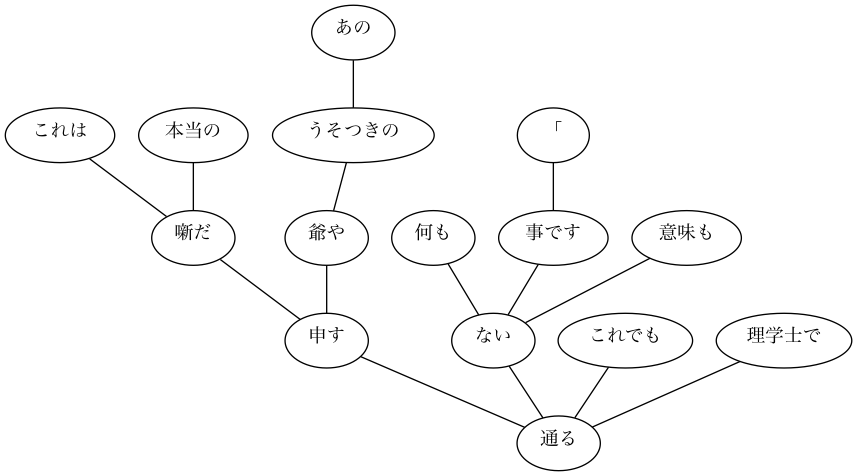 あの
これは
本当の
うそつきの
「
噺だ
爺や
何も
事です
意味も
申す
ない
これでも
理学士で
通る